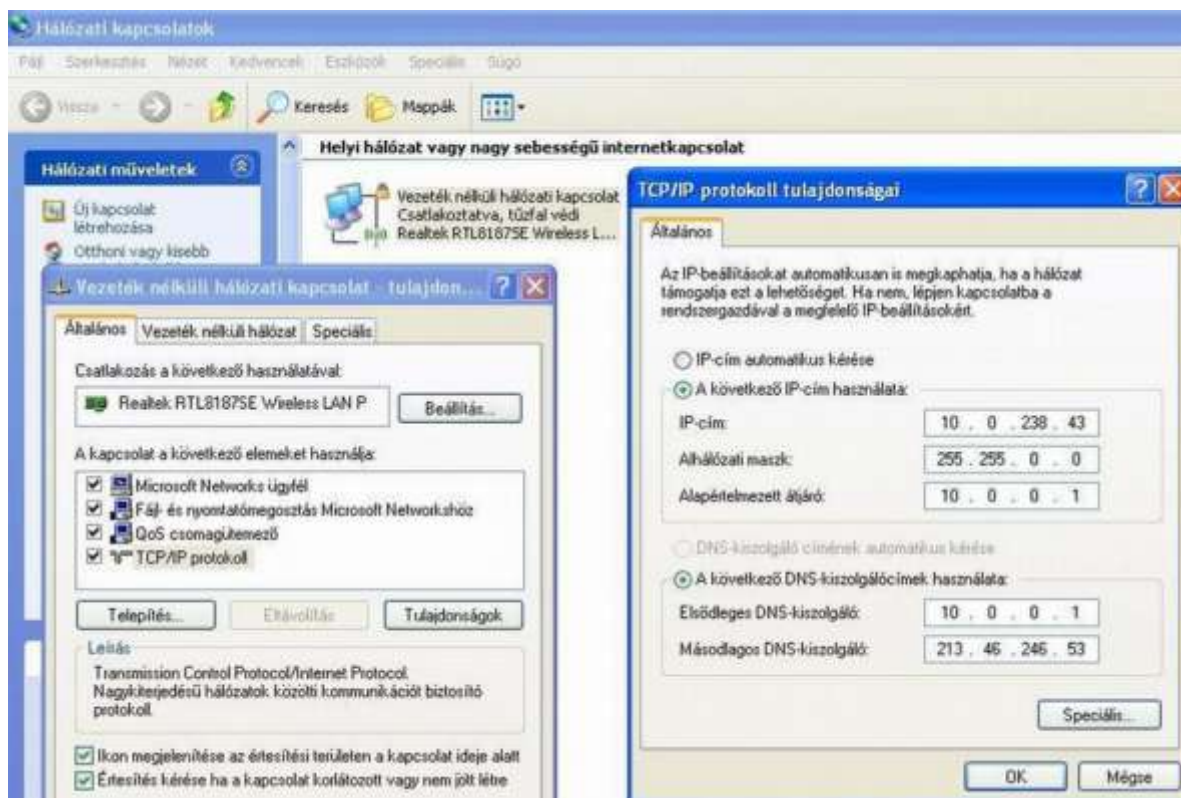 Hálózati kapcsolatok
Fájl Szerkesztés Nézet Kedvencek Eszközök Speciális Súgó
Vissza Keresés Mappák
Hálózati műveletek
Új kapcsolat
létrehozása
Otthoni vagy kisebb
Helyi hálózat vagy nagy sebességű internetkapcsolat
Vezeték nélküli hálózati kapcsolat
Csatlakoztatva, tűzfal védi
Realtek RTL8187SE Wireless L...
Vezeték nélküli hálózati kapcsolat - tulajdon...
Általános Vezeték nélküli hálózat Speciális
Csatlakozás a következő használatával:
Realtek RTL8187SE Wireless LAN P
Beállítás...
A kapcsolat a következő elemeket használja:
Microsoft Networks ügyfél
Fájl- és nyomtatómegosztás Microsoft Networkshöz
QoS csomagütemező
TCP/IP protokoll
Telepítés... Eltávolítás Tulajdonságok
Leírás
Transmission Control Protocol/Internet Protocol.
Nagykiterjedésű hálózatok közötti kommunikációt biztosító
protokoll.
Ikon megjelenítése az értesítési területen a kapcsolat ideje alatt
Értesítés kérése ha a kapcsolat korlátozott vagy nem jött létre
TCP/IP protokoll tulajdonságai
Általános
Az IP-beállításokat automatikusan is megkaphatja, ha a hálózat
támogatja ezt a lehetőséget. Ha nem, lépjen kapcsolatba a
rendszergazdával a megfelelő IP-beállításokért.
IP-cím automatikus kérése
A következő IP-cím használata:
IP-cím: 10 . 0 . 238 . 43
Alhálózati maszk: 255 . 255 . 0 . 0
Alapértelmezett átjáró: 10 . 0 . 0 . 1
DNS-kiszolgáló címének automatikus kérése
A következő DNS-kiszolgálócímek használata:
Elsődleges DNS-kiszolgáló: 10 . 0 . 0 . 1
Másodlagos DNS-kiszolgáló: 213 . 46 . 246 . 53
Speciális...
OK Mégse